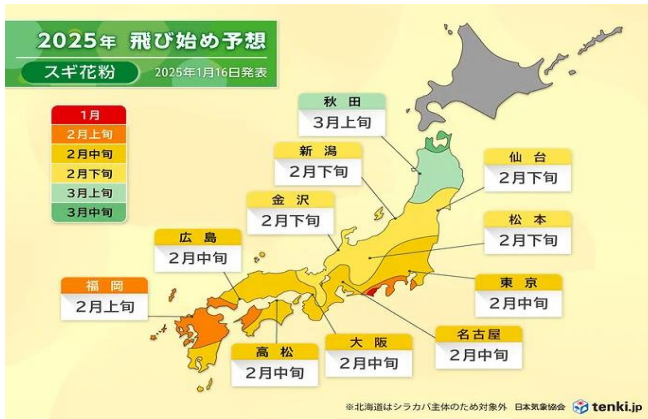 2025年 飛び始め予想
スギ花粉
2025年1月16日発表
1月
2月上旬
2月中旬
2月下旬
3月上旬
3月中旬
秋田
3月上旬
新潟
2月下旬
仙台
2月下旬
金沢
2月下旬
松本
2月下旬
広島
2月中旬
東京
2月中旬
福岡
2月上旬
名古屋
2月中旬
大阪
2月中旬
高松
2月中旬
※北海道はシラカバ主体のため対象外 日本気象協会 tenki.jp